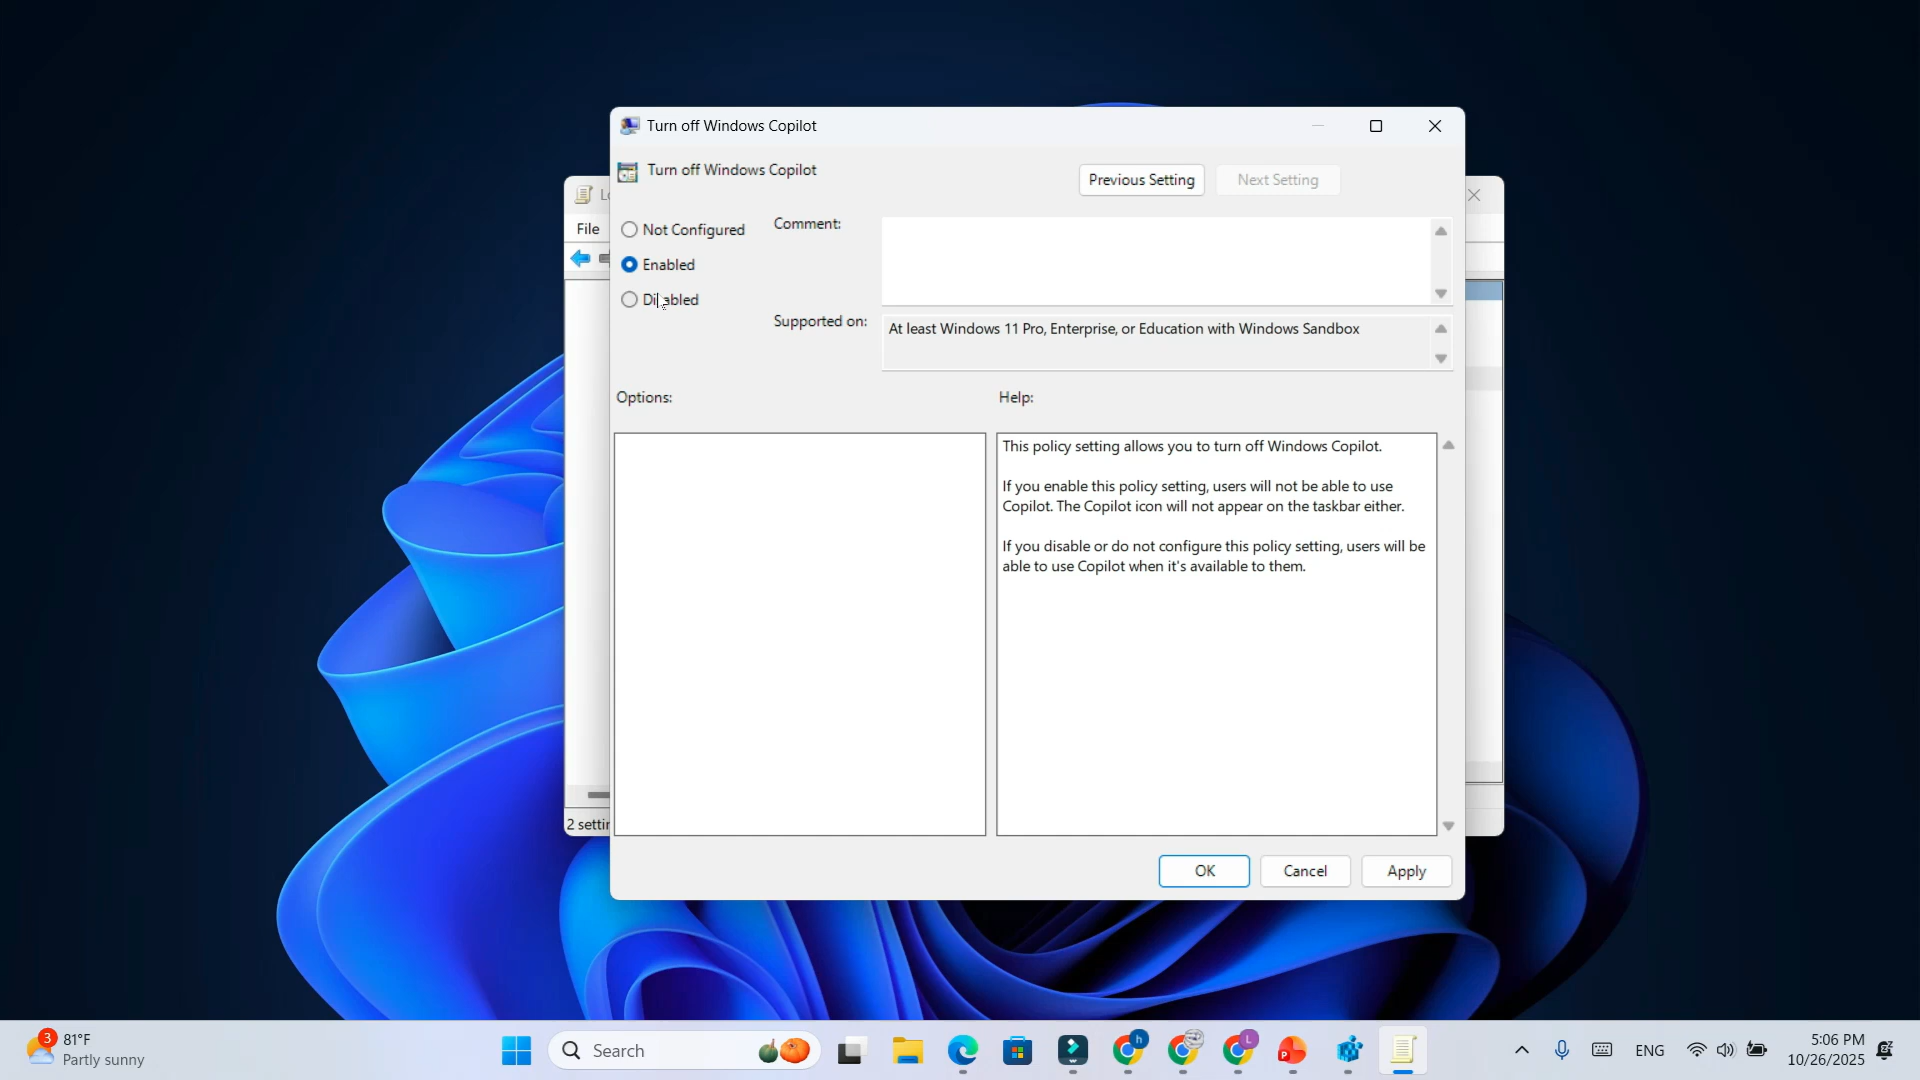 Turn off Windows Copilot
Turn off Windows Copilot
Previous Setting
Next Setting
Not Configured
Comment:
Enabled
Disabled
Supported on:
At least Windows 11 Pro, Enterprise, or Education with Windows Sandbox
Options:
Help:
This policy setting allows you to turn off Windows Copilot.
If you enable this policy setting, users will not be able to use
Copilot. The Copilot icon will not appear on the taskbar either.
If you disable or do not configure this policy setting, users will be
able to use Copilot when it's available to them.
OK
Cancel
Apply
File
3
81°F
Partly sunny
Search
h
L
P
ENG
5:06 PM
10/26/2025